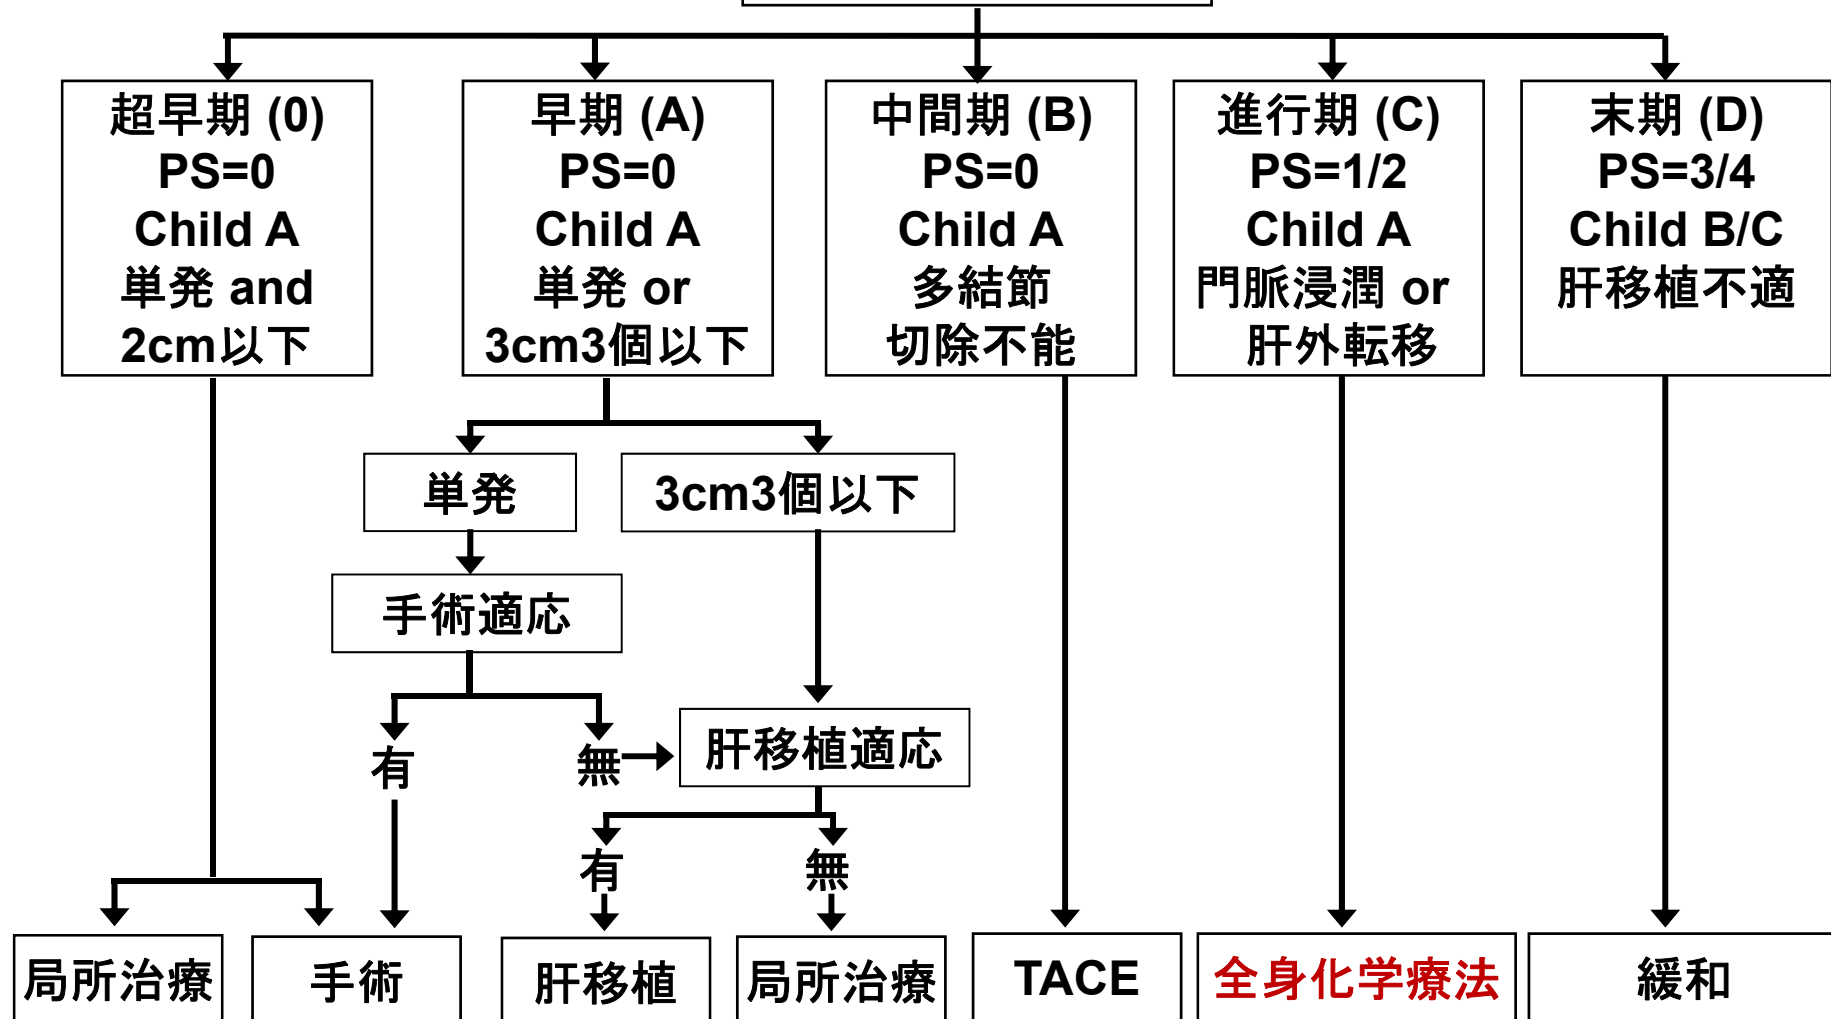 超早期 (0)
PS=0
Child A
単発 and
2cm以下
早期 (A)
PS=0
Child A
単発 or
3cm3個以下
中間期 (B)
PS=0
Child A
多結節
切除不能
進行期 (C)
PS=1/2
Child A
門脈浸潤 or
肝外転移
末期 (D)
PS=3/4
Child B/C
肝移植不適
単発
3cm3個以下
手術適応
有
無
肝移植適応
有
無
局所治療
手術
肝移植
局所治療
TACE
全身化学療法
緩和